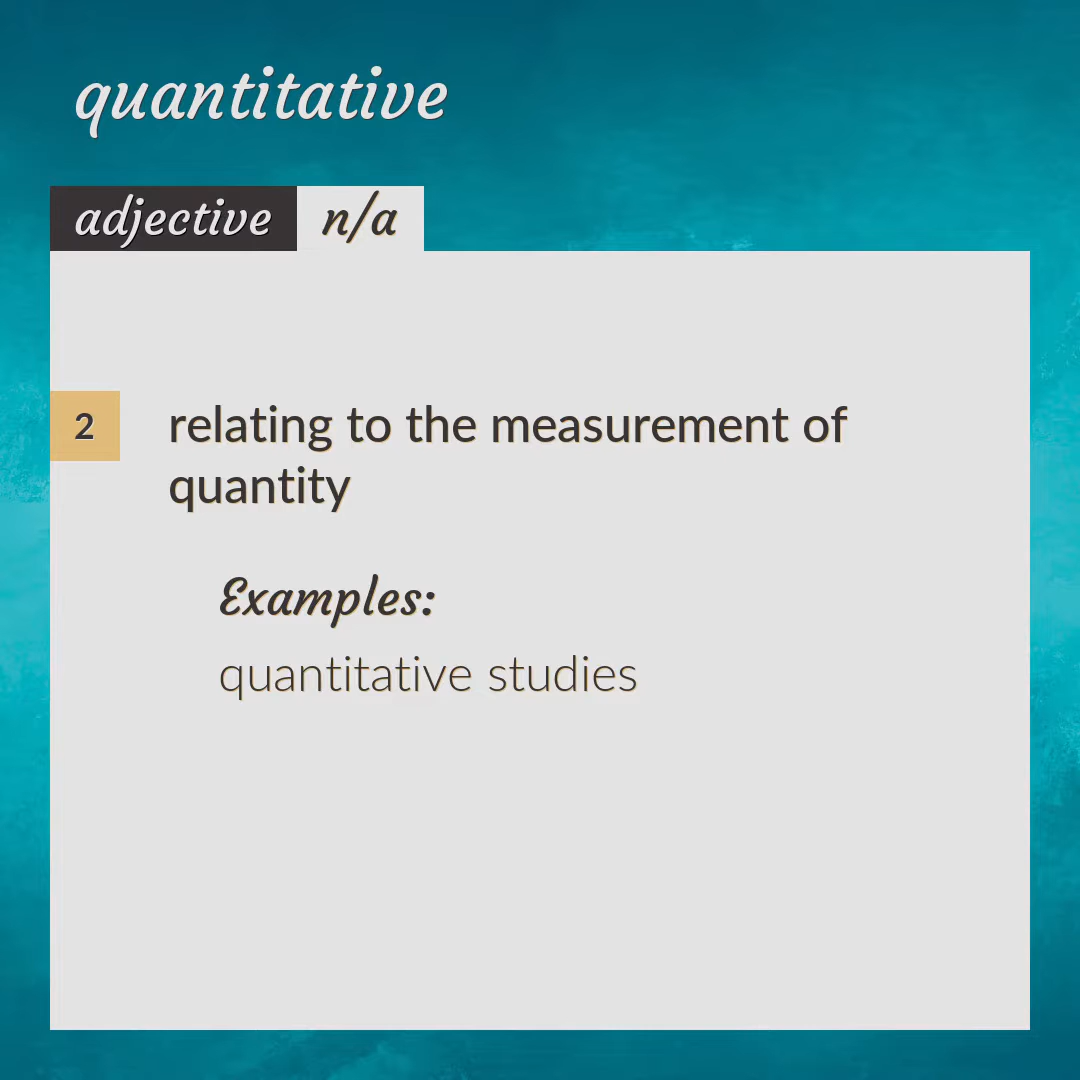 quantitative
adjective n/a
2 relating to the measurement of
quantity
Examples:
quantitative studies